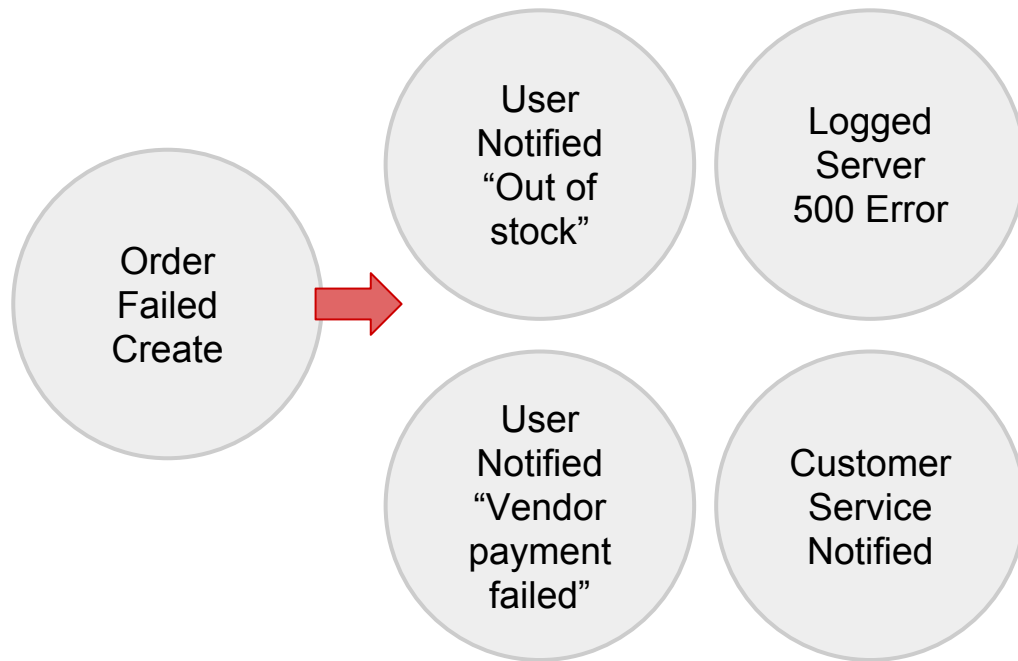 Order
Failed
Create
User
Notified
“Out of
stock”
Logged
Server
500 Error
User
Notified
“Vendor
payment
failed”
Customer
Service
Notified